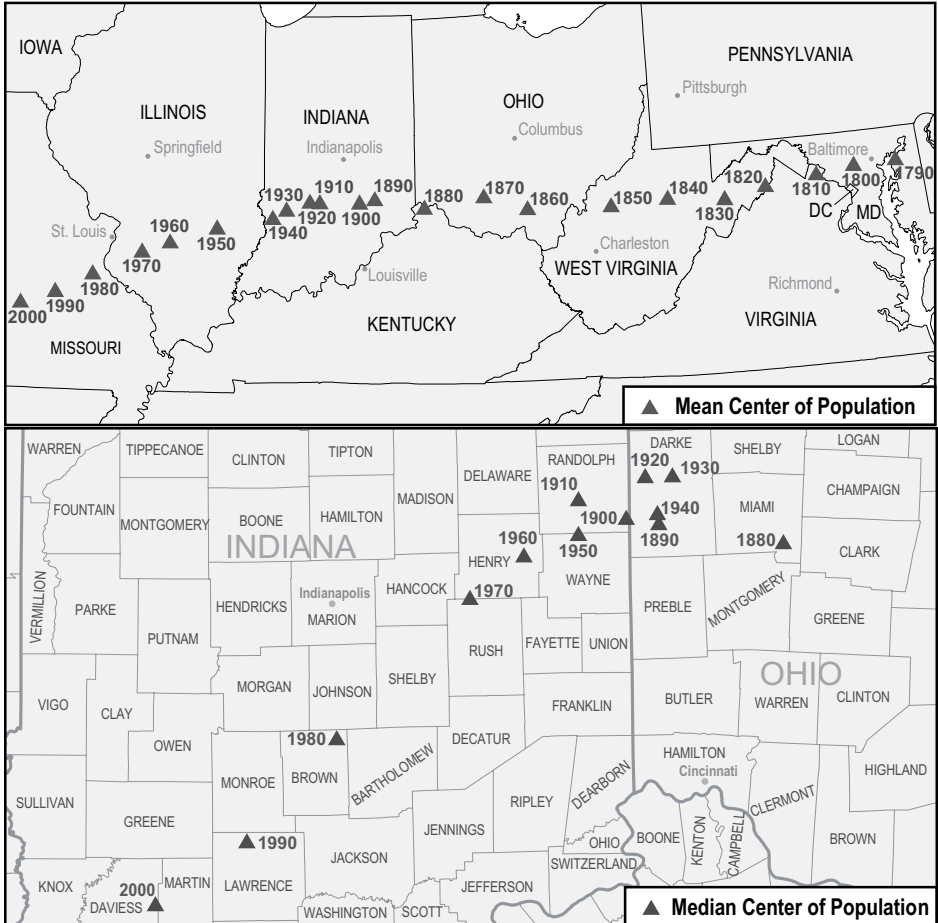 IOWA
PENNSYLVANIA
Pittsburgh
ILLINOIS
INDIANA
OHIO
Columbus
Springfield
Indianapolis
Baltimore
1790
1800
1810
1820
1830
1840
1850
1860
1870
1880
1890
1900
1910
1920
1930
1940
1950
1960
1970
1980
1990
2000
DC
MD
St. Louis
Charleston
WEST VIRGINIA
Louisville
Richmond
KENTUCKY
VIRGINIA
MISSOURI
Mean Center of Population
WARREN
TIPPECANOE
CLINTON
TIPTON
DELAWARE
RANDOLPH
DARKE
SHELBY
LOGAN
1920
1930
FOUNTAIN
MONTGOMERY
BOONE
HAMILTON
MADISON
1910
CHAMPAIGN
MIAMI
1900
1940
1890
1880
INDIANA
1960
1950
HENRY
CLARK
VERMILLION
PARKE
PUTNAM
HENDRICKS
Indianapolis
MARION
HANCOCK
1970
WAYNE
PREBLE
MONTGOMERY
GREENE
RUSH
FAYETTE
UNION
VIGO
CLAY
MORGAN
JOHNSON
SHELBY
FRANKLIN
BUTLER
OHIO
WARREN
CLINTON
OWEN
1980
DECATUR
MONROE
BROWN
BARTHOLOMEW
DEARBORN
HAMILTON
Cincinnati
HIGHLAND
SULLIVAN
GREENE
RIPLEY
CLERMONT
JENNINGS
1990
OHIO
BOONE
KENTON
CAMPBELL
BROWN
JACKSON
SWITZERLAND
KNOX
2000
DAVIESS
MARTIN
LAWRENCE
JEFFERSON
WASHINGTON
SCOTT
Median Center of Population